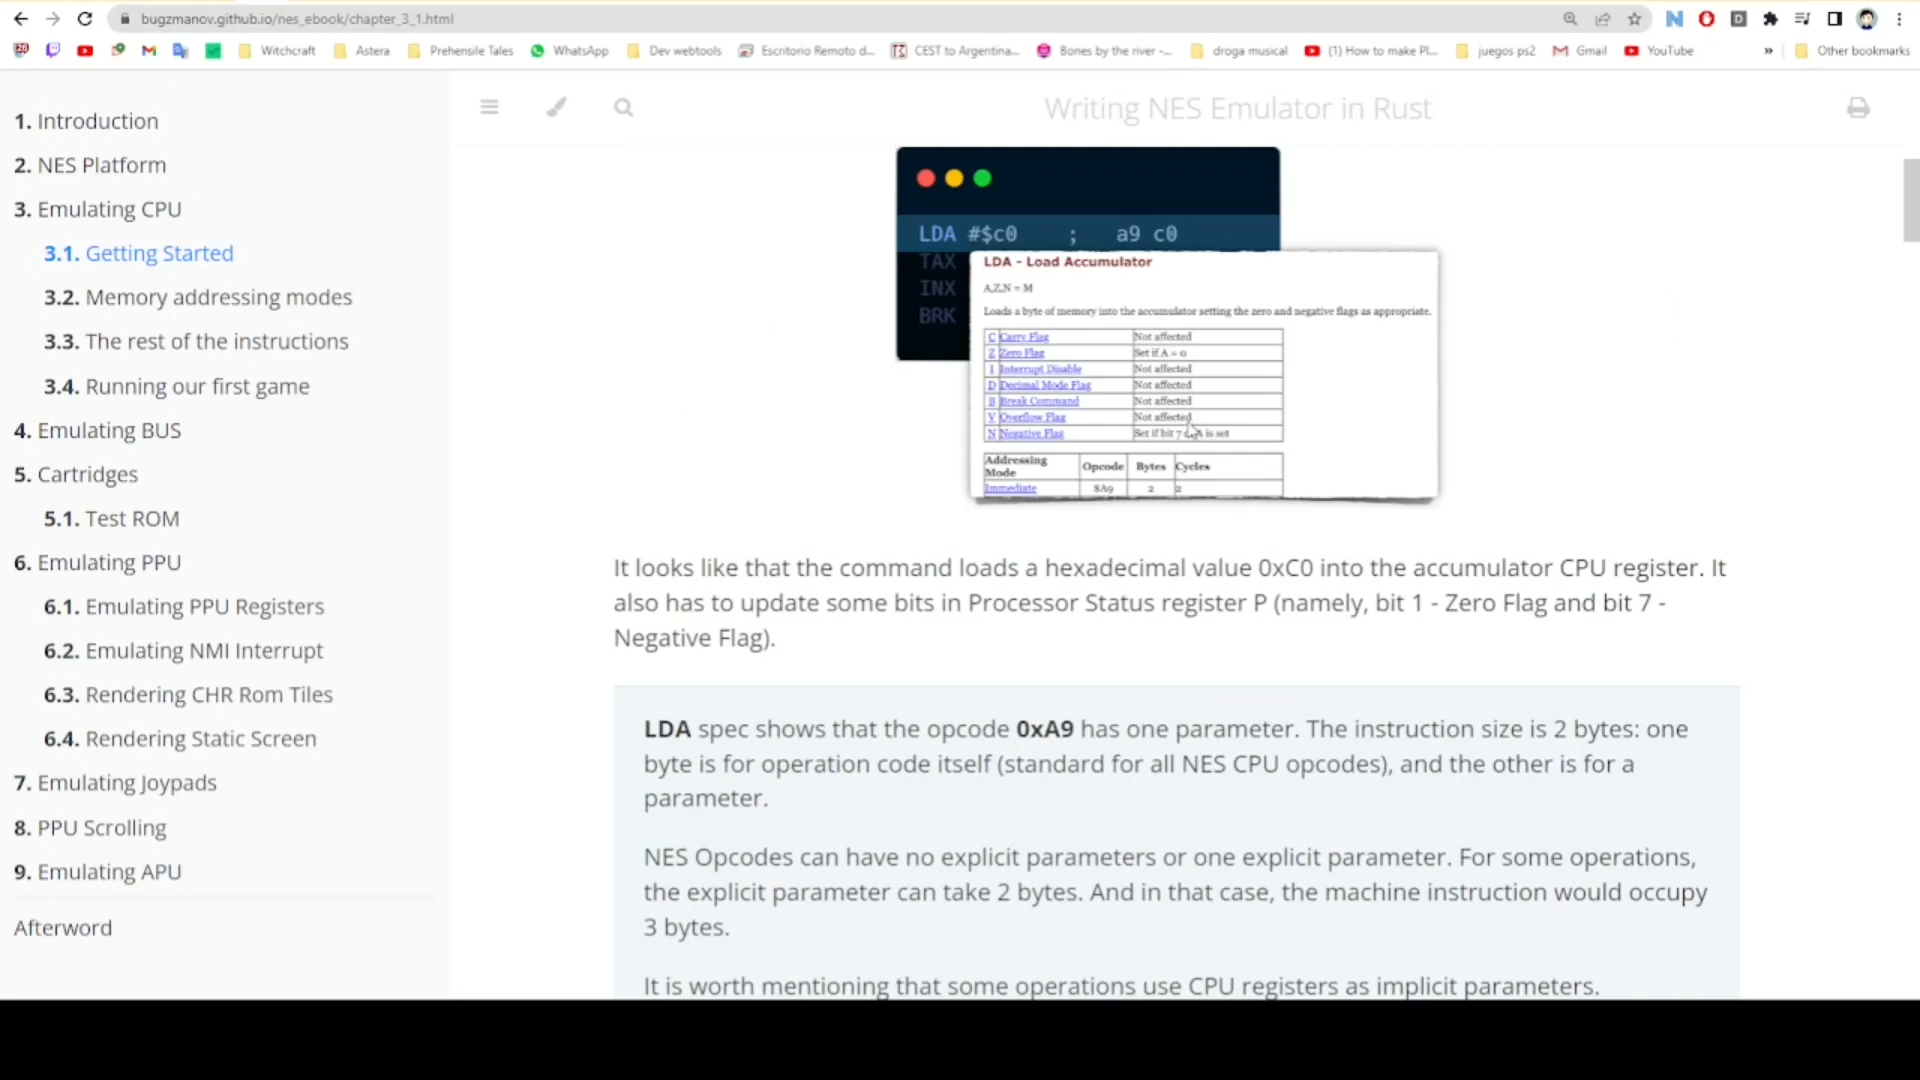 bugzmanov.github.io/nes_ebook/chapter_3_1.html
Witchcraft
Astera
Prehensile Tales
WhatsApp
Dev webtools
Escritorio Remoto d...
CEST to Argentina...
Bones by the river -...
droga musical
(1) How to make Pl...
juegos ps2
Gmail
YouTube
»
Other bookmarks
1. Introduction
2. NES Platform
3. Emulating CPU
3.1. Getting Started
3.2. Memory addressing modes
3.3. The rest of the instructions
3.4. Running our first game
4. Emulating BUS
5. Cartridges
5.1. Test ROM
6. Emulating PPU
6.1. Emulating PPU Registers
6.2. Emulating NMI Interrupt
6.3. Rendering CHR Rom Tiles
6.4. Rendering Static Screen
7. Emulating Joypads
8. PPU Scrolling
9. Emulating APU
Afterword
Writing NES Emulator in Rust
LDA #$c0 ; a9 c0
TAX
INX
BRK
LDA - Load Accumulator
A,Z,N = M
Loads a byte of memory into the accumulator setting the zero and negative flags as appropriate.
C Carry Flag Not affected
Z Zero Flag Set if A = 0
I Interrupt Disable Not affected
D Decimal Mode Flag Not affected
B Break Command Not affected
V Overflow Flag Not affected
N Negative Flag Set if bit 7 A is set
Addressing Mode Opcode Bytes Cycles
Immediate $A9 2 2
It looks like that the command loads a hexadecimal value 0xC0 into the accumulator CPU register. It
also has to update some bits in Processor Status register P (namely, bit 1 - Zero Flag and bit 7 -
Negative Flag).
LDA spec shows that the opcode 0xA9 has one parameter. The instruction size is 2 bytes: one
byte is for operation code itself (standard for all NES CPU opcodes), and the other is for a
parameter.
NES Opcodes can have no explicit parameters or one explicit parameter. For some operations,
the explicit parameter can take 2 bytes. And in that case, the machine instruction would occupy
3 bytes.
It is worth mentioning that some operations use CPU registers as implicit parameters.